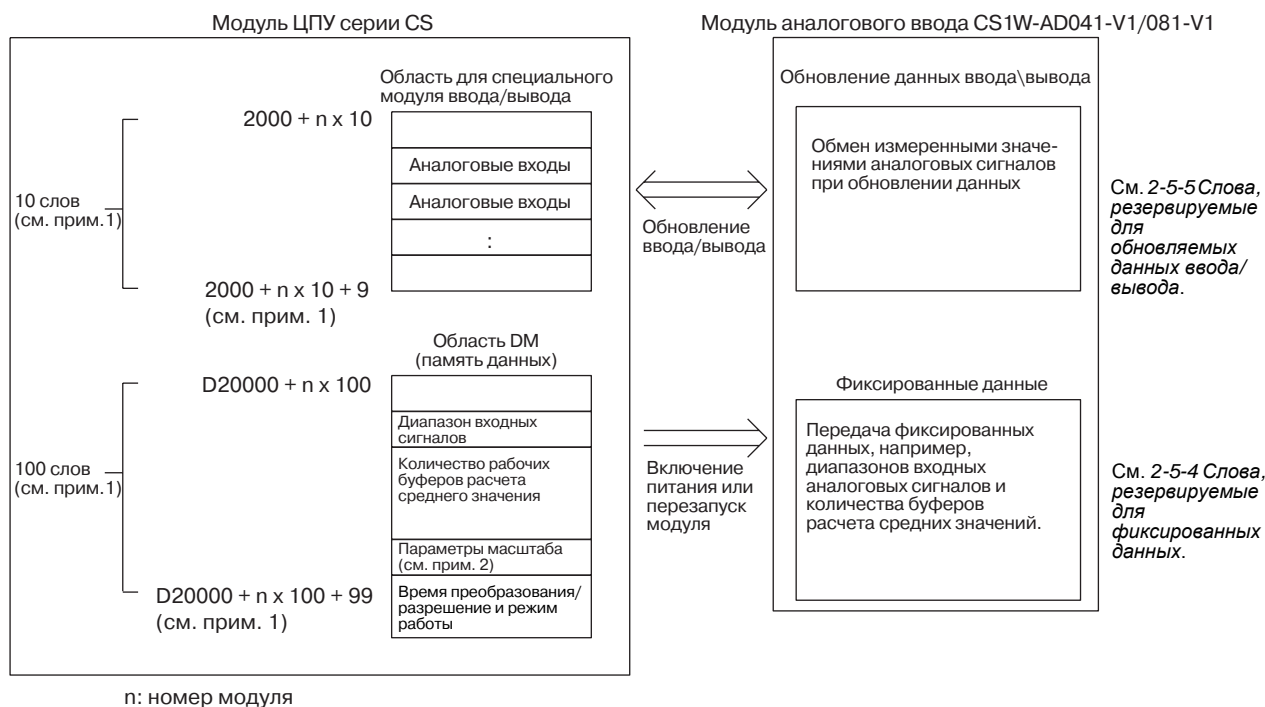 Модуль ЦПУ серии CS
Модуль аналогового ввода CS1W-AD041-V1/081-V1
Область для специального
модуля ввода/вывода
2000 + n x 10
Аналоговые входы
Аналоговые входы
:
10 слов
(см. прим.1)
2000 + n x 10 + 9
(см. прим. 1)
Обновление
ввода/вывода
Обновление данных ввода\вывода
Обмен измеренными значе-
ниями аналоговых сигналов
при обновлении данных
См. 2-5-5 Слова,
резервируемые
для
обновляемых
данных ввода/
вывода.
Область DM
(память данных)
D20000 + n x 100
Диапазон входных
сигналов
Количество рабочих
буферов расчета
среднего значения
Параметры масштаба
(см. прим. 2)
Время преобразования/
разрешение и режим
работы
100 слов
(см. прим.1)
D20000 + n x 100 + 99
(см. прим. 1)
Включение
питания или
перезапуск
модуля
Фиксированные данные
Передача фиксированных
данных, например,
диапазонов входных
аналоговых сигналов и
количества буферов
расчета средних значений.
См. 2-5-4 Слова,
резервируемые
для
фиксированных
данных.
n: номер модуля